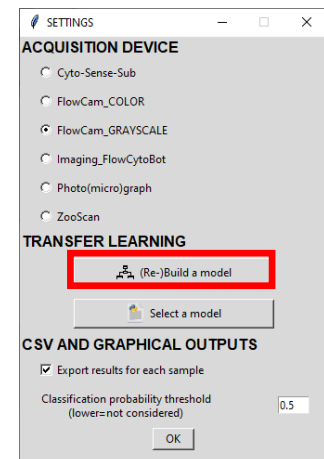 SETTINGS
ACQUISITION DEVICE
Cyto-Sense-Sub
FlowCam_COLOR
FlowCam_GRAYSCALE
Imaging_FlowCytoBot
Photo(micro)graph
ZooScan
TRANSFER LEARNING
(Re-)Build a model
Select a model
CSV AND GRAPHICAL OUTPUTS
Export results for each sample
Classification probability threshold
(lower=not considered)
0.5
OK